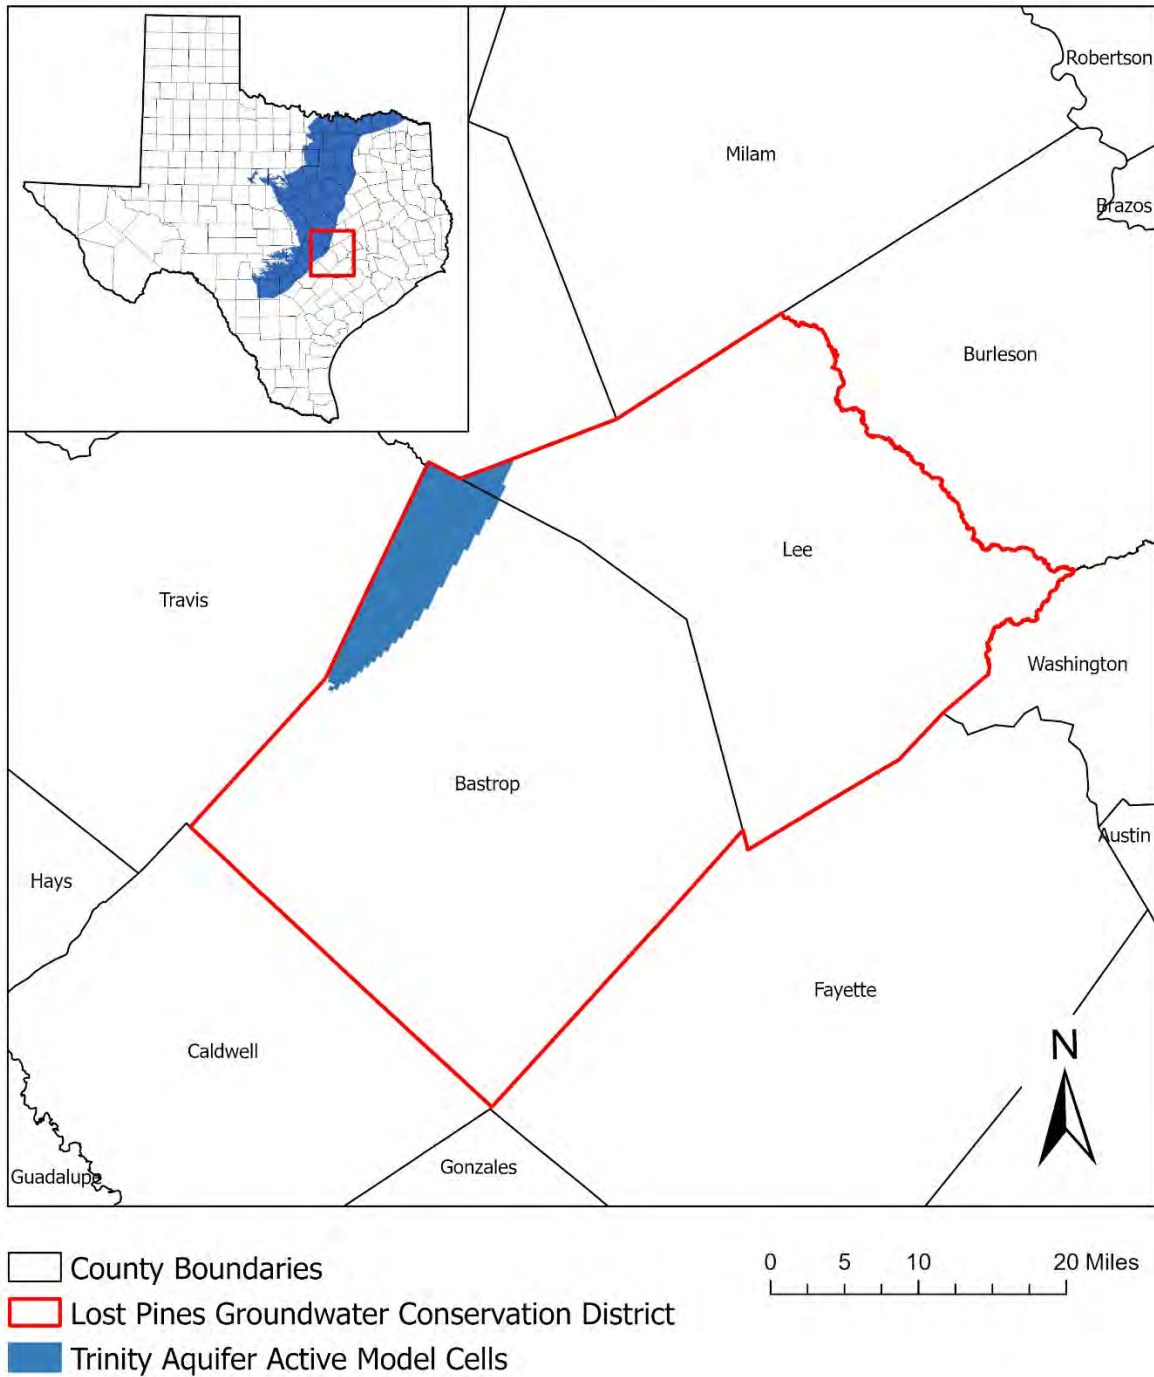 Robertson
Milam
Brazos
Burleson
Lee
Travis
Washington
Bastrop
Austin
Hays
Fayette
Caldwell
N
Gonzales
Guadalupe
County Boundaries
0 5 10 20 Miles
Lost Pines Groundwater Conservation District
Trinity Aquifer Active Model Cells